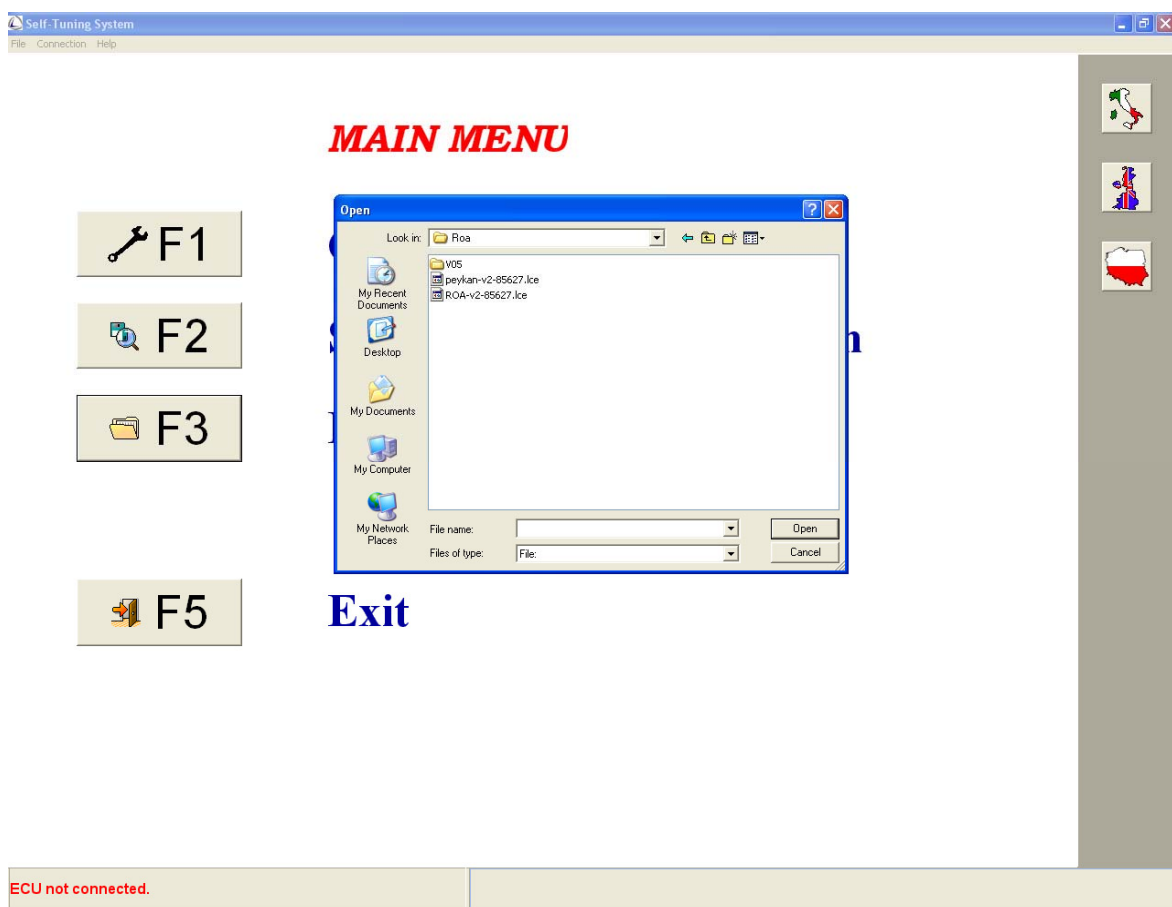 Self-Tuning System
File Connection Help
MAIN MENU
F1
F2
F3
F5
Exit
Open
Look in: Roa
V05
peykan-v2-85627.lce
ROA-v2-85627.lce
My Recent
Documents
Desktop
My Documents
My Computer
My Network
Places
File name:
Open
Files of type: File:
Cancel
ECU not connected.